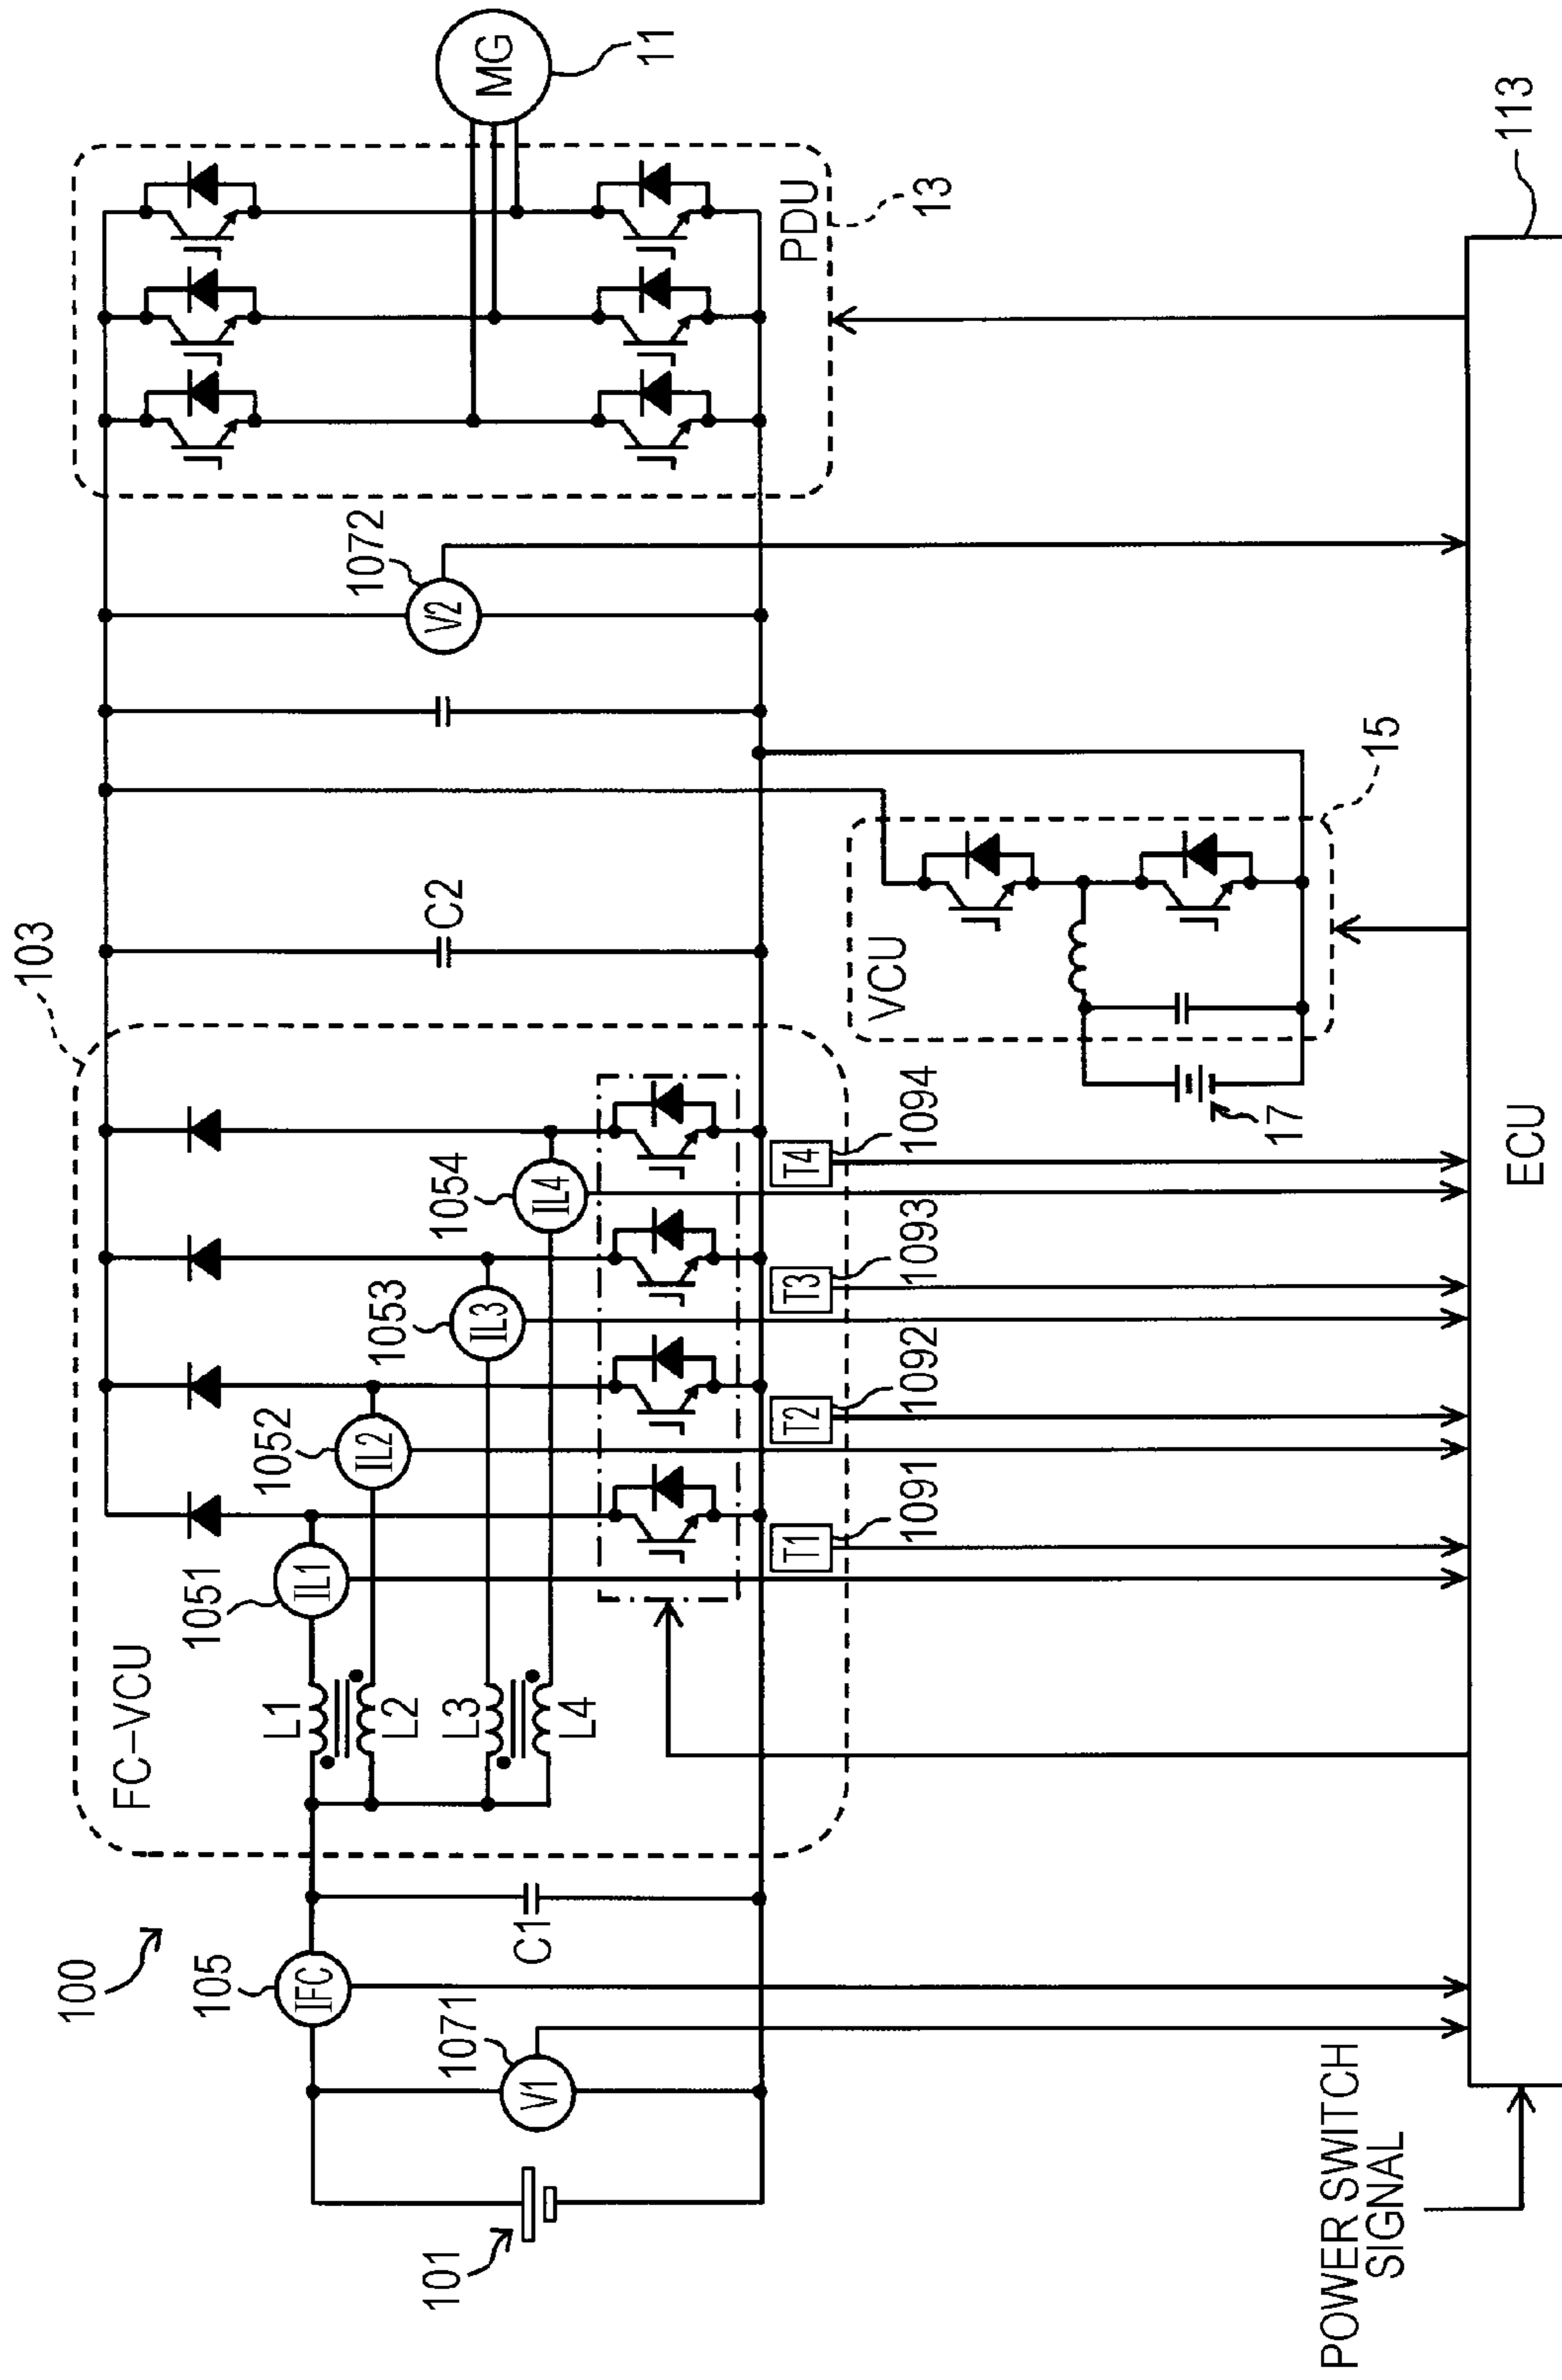 100
103
FC-VCU
101
105
IFC
1071
V1
C1
L1
L2
L3
L4
1051
IL1
1052
IL2
1053
IL3
1054
IL4
T1
1091
T2
1092
T3
1093
T4
1094
C2
1072
V2
VCU
15
17
PDU
13
MG
11
ECU
113
POWER SWITCH
SIGNAL